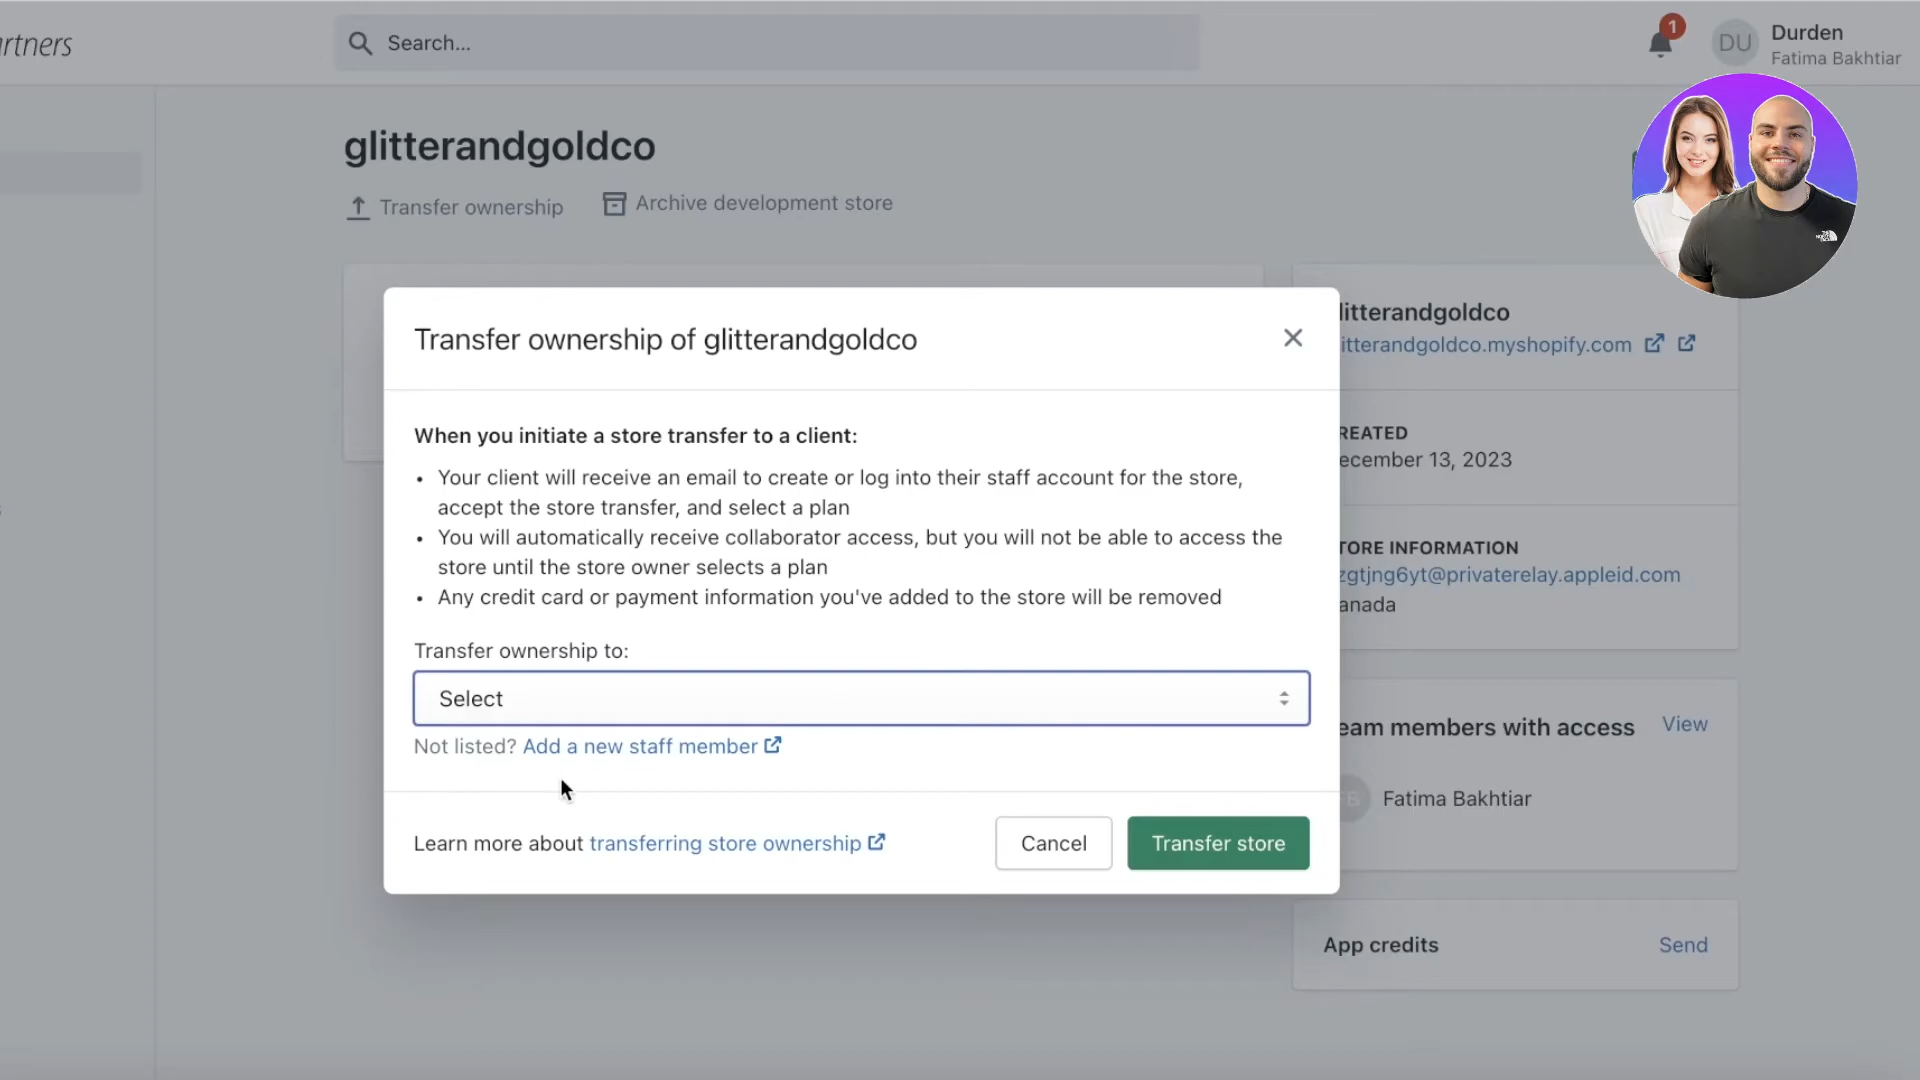 artners
Search...
1
DU
Durden
Fatima Bakhtiar
glitterandgoldco
Transfer ownership
Archive development store
Transfer ownership of glitterandgoldco
When you initiate a store transfer to a client:
• Your client will receive an email to create or log into their staff account for the store,
accept the store transfer, and select a plan
• You will automatically receive collaborator access, but you will not be able to access the
store until the store owner selects a plan
• Any credit card or payment information you've added to the store will be removed
Transfer ownership to:
Select
Not listed? Add a new staff member
Learn more about transferring store ownership
Cancel
Transfer store
litterandgoldco
itterandgoldco.myshopify.com
REATED
ecember 13, 2023
TORE INFORMATION
zgtjng6yt@privaterelay.appleid.com
anada
eam members with access
View
Fatima Bakhtiar
App credits
Send
THE NORTH FACE